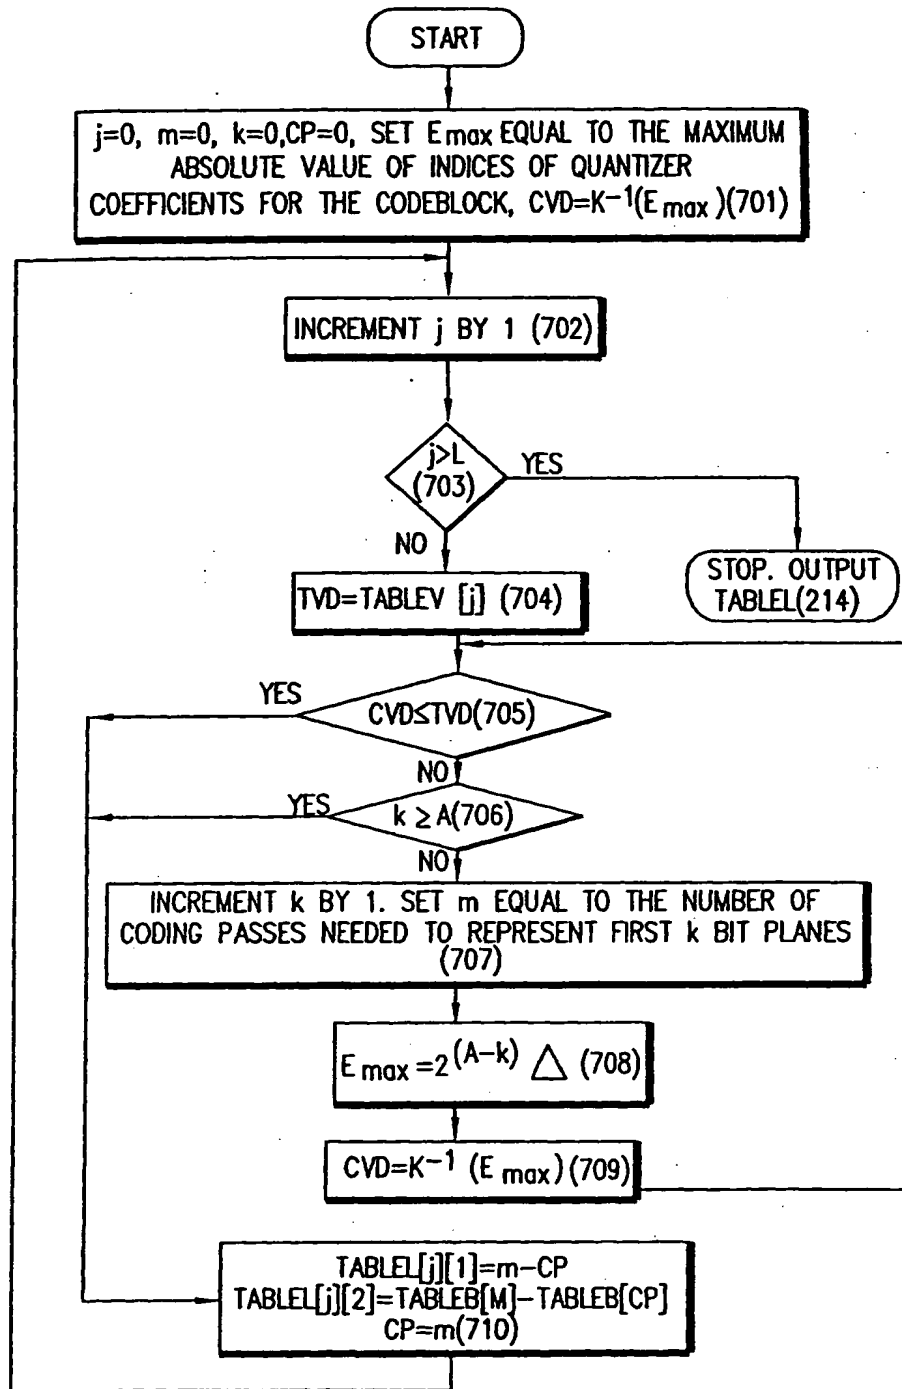 START
j=0, m=0, k=0,CP=0, SET Emax EQUAL TO THE MAXIMUM
ABSOLUTE VALUE OF INDICES OF QUANTIZER
COEFFICIENTS FOR THE CODEBLOCK, CVD=K⁻¹(Emax)(701)
INCREMENT j BY 1 (702)
j>L
(703)
YES
NO
STOP. OUTPUT
TABLEL(214)
TVD=TABLEV [j] (704)
YES
CVD≤TVD(705)
NO
YES
k ≥ A(706)
NO
INCREMENT k BY 1. SET m EQUAL TO THE NUMBER OF
CODING PASSES NEEDED TO REPRESENT FIRST k BIT PLANES
(707)
Emax=2^(A-k) △ (708)
CVD=K⁻¹ (Emax)(709)
TABLEL[j][1]=m-CP
TABLEL[j][2]=TABLEB[M]-TABLEB[CP]
CP=m(710)